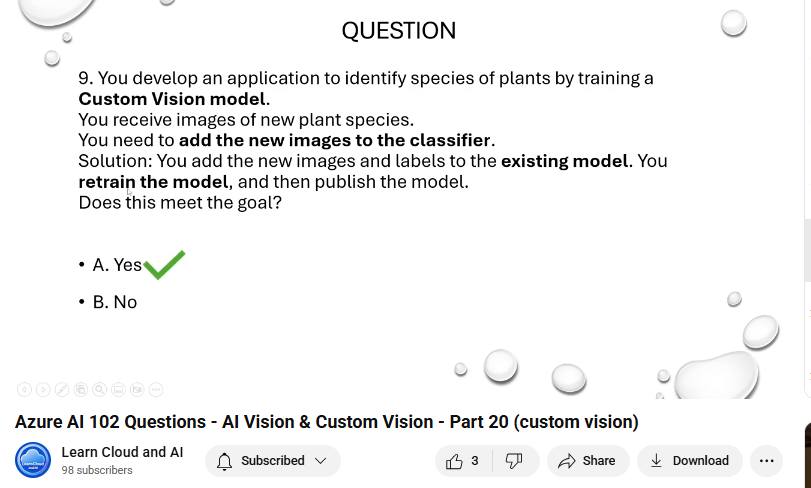 QUESTION
9. You develop an application to identify species of plants by training a
Custom Vision model.
You receive images of new plant species.
You need to add the new images to the classifier.
Solution: You add the new images and labels to the existing model. You
retrain the model, and then publish the model.
Does this meet the goal?
• A. Yes
• B. No
Azure AI 102 Questions - AI Vision & Custom Vision - Part 20 (custom vision)
Learn Cloud and AI
98 subscribers
Subscribed
3
Share
Download